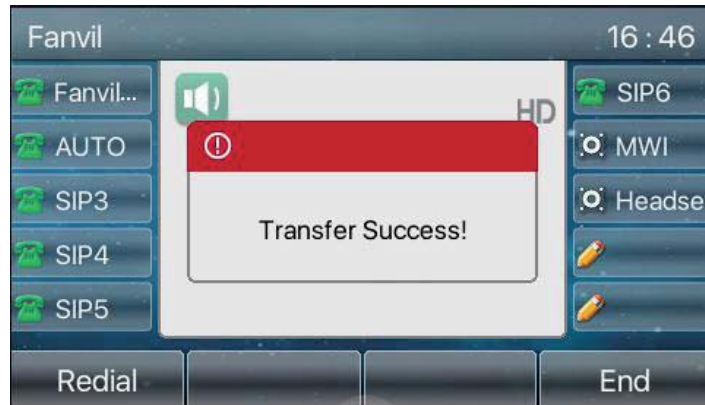 Fanvil
16 : 46
Fanvil...
AUTO
SIP3
SIP4
SIP5
HD
Transfer Success!
SIP6
MWI
Headse
Redial
End